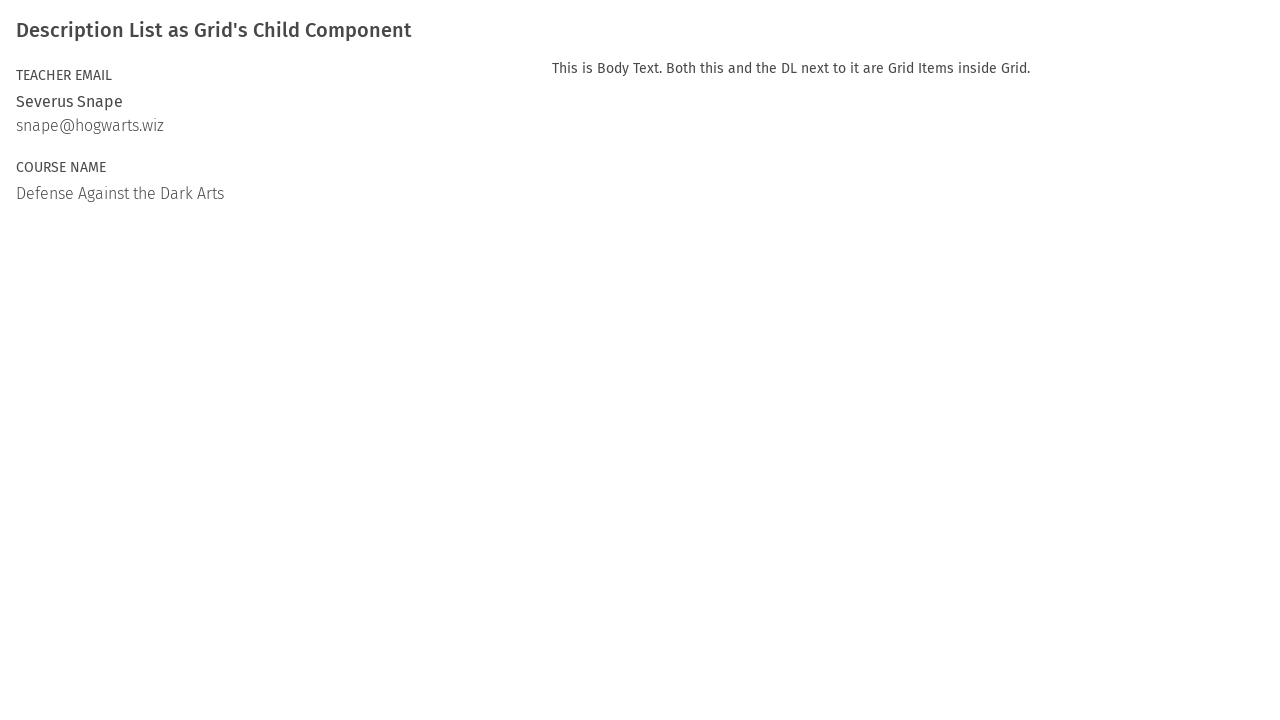 Description List as Grid's Child Component
TEACHER EMAIL
Severus Snape
snape@hogwarts.wiz
COURSE NAME
Defense Against the Dark Arts
This is Body Text. Both this and the DL next to it are Grid Items inside Grid.